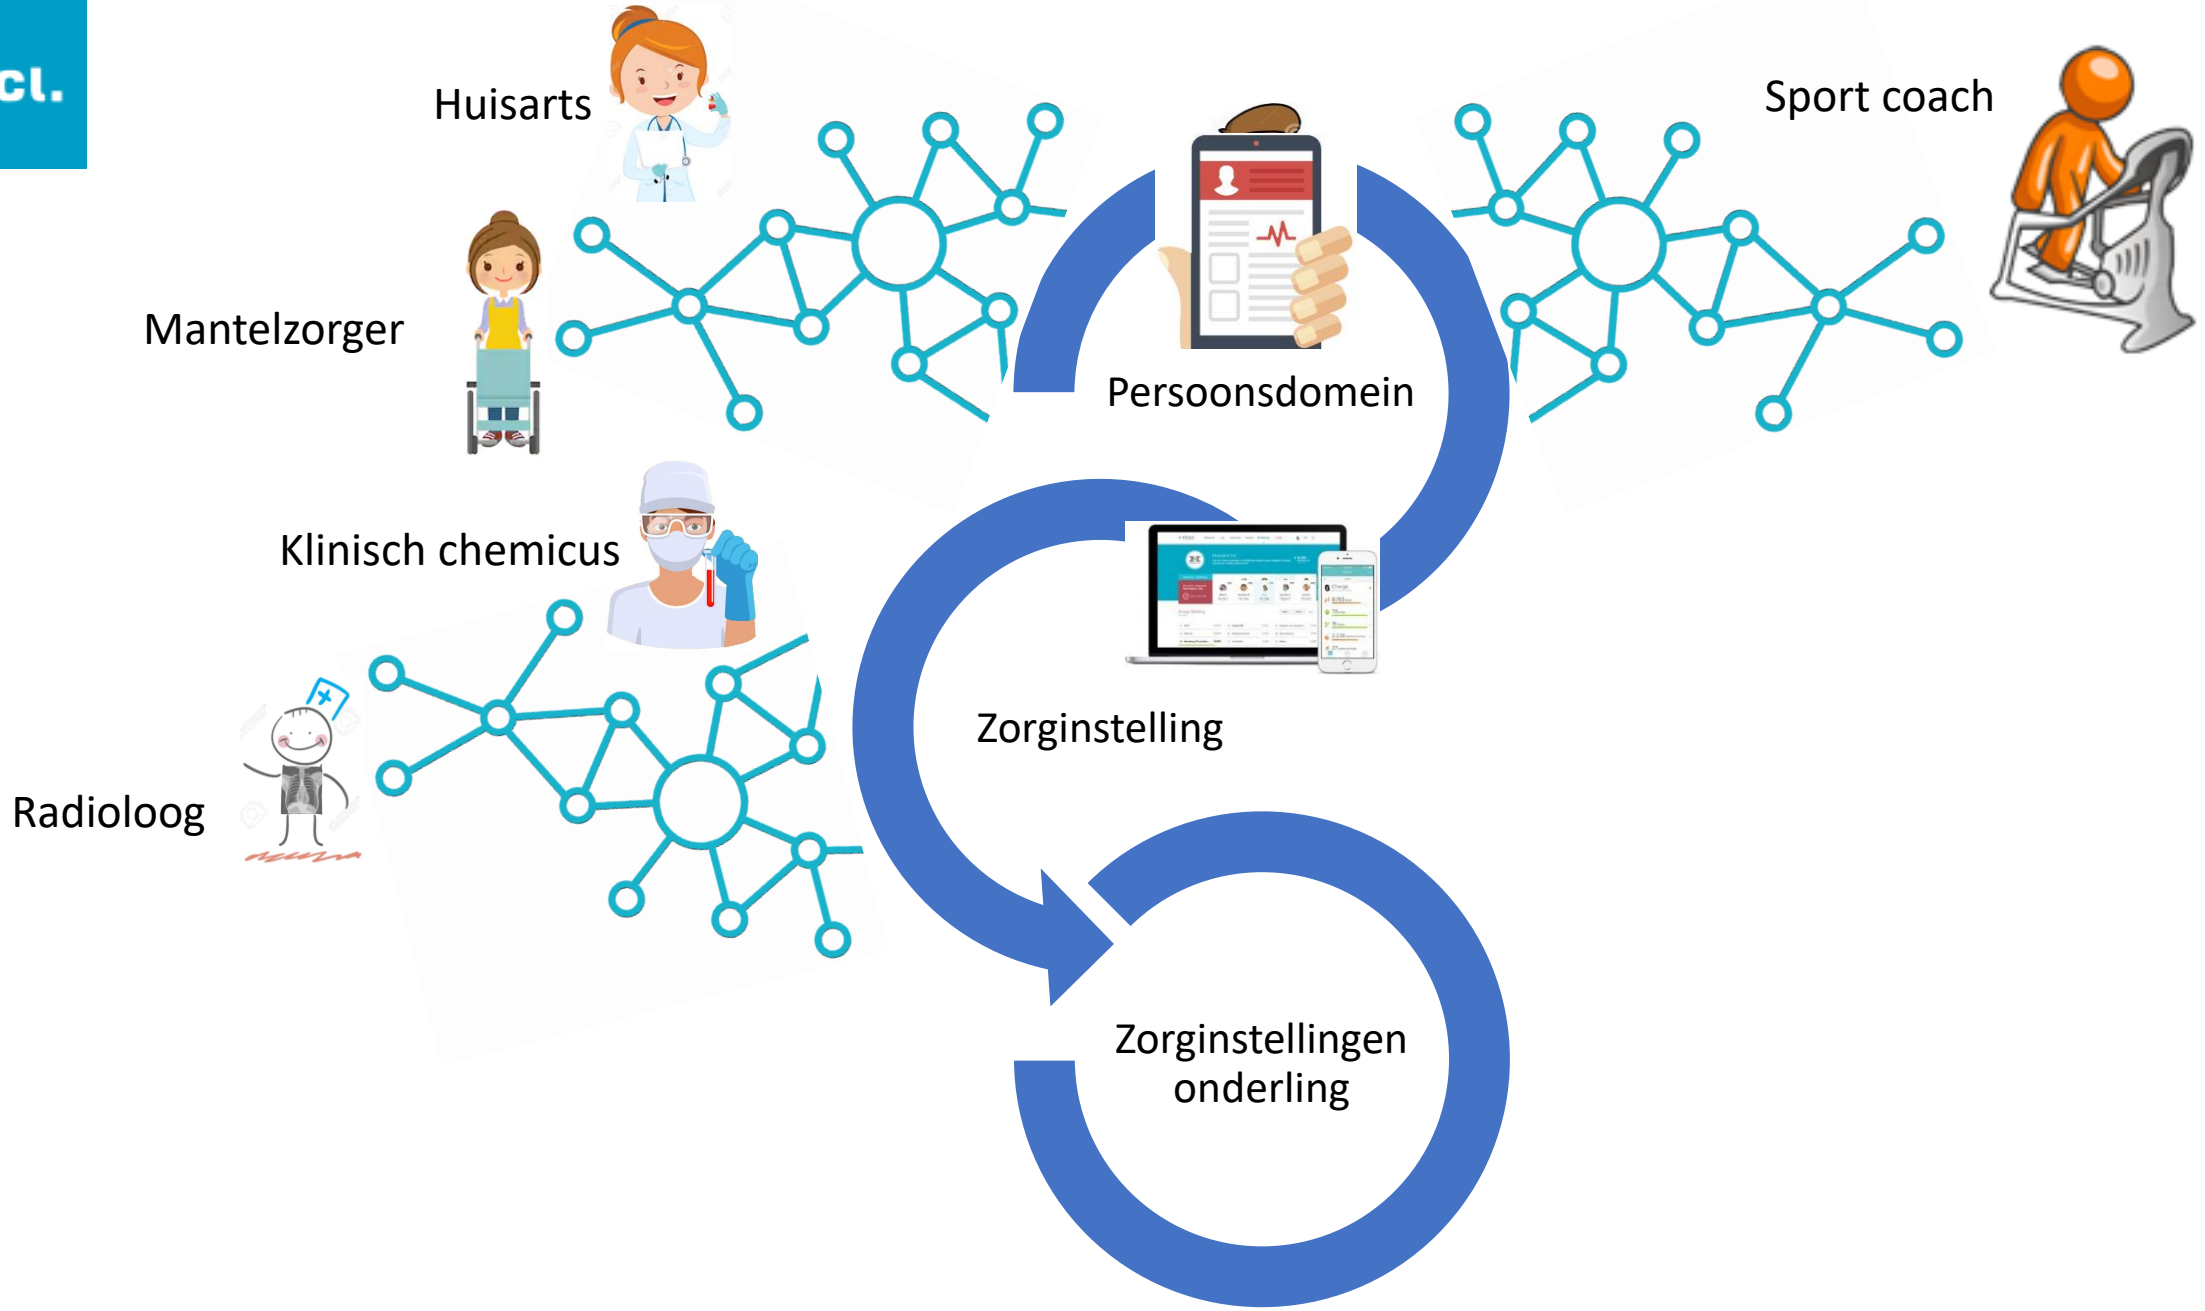 cl.
Huisarts
Sport coach
Mantelzorger
Persoonsdomein
Klinisch chemicus
Zorginstelling
Radioloog
Zorginstellingen
onderling